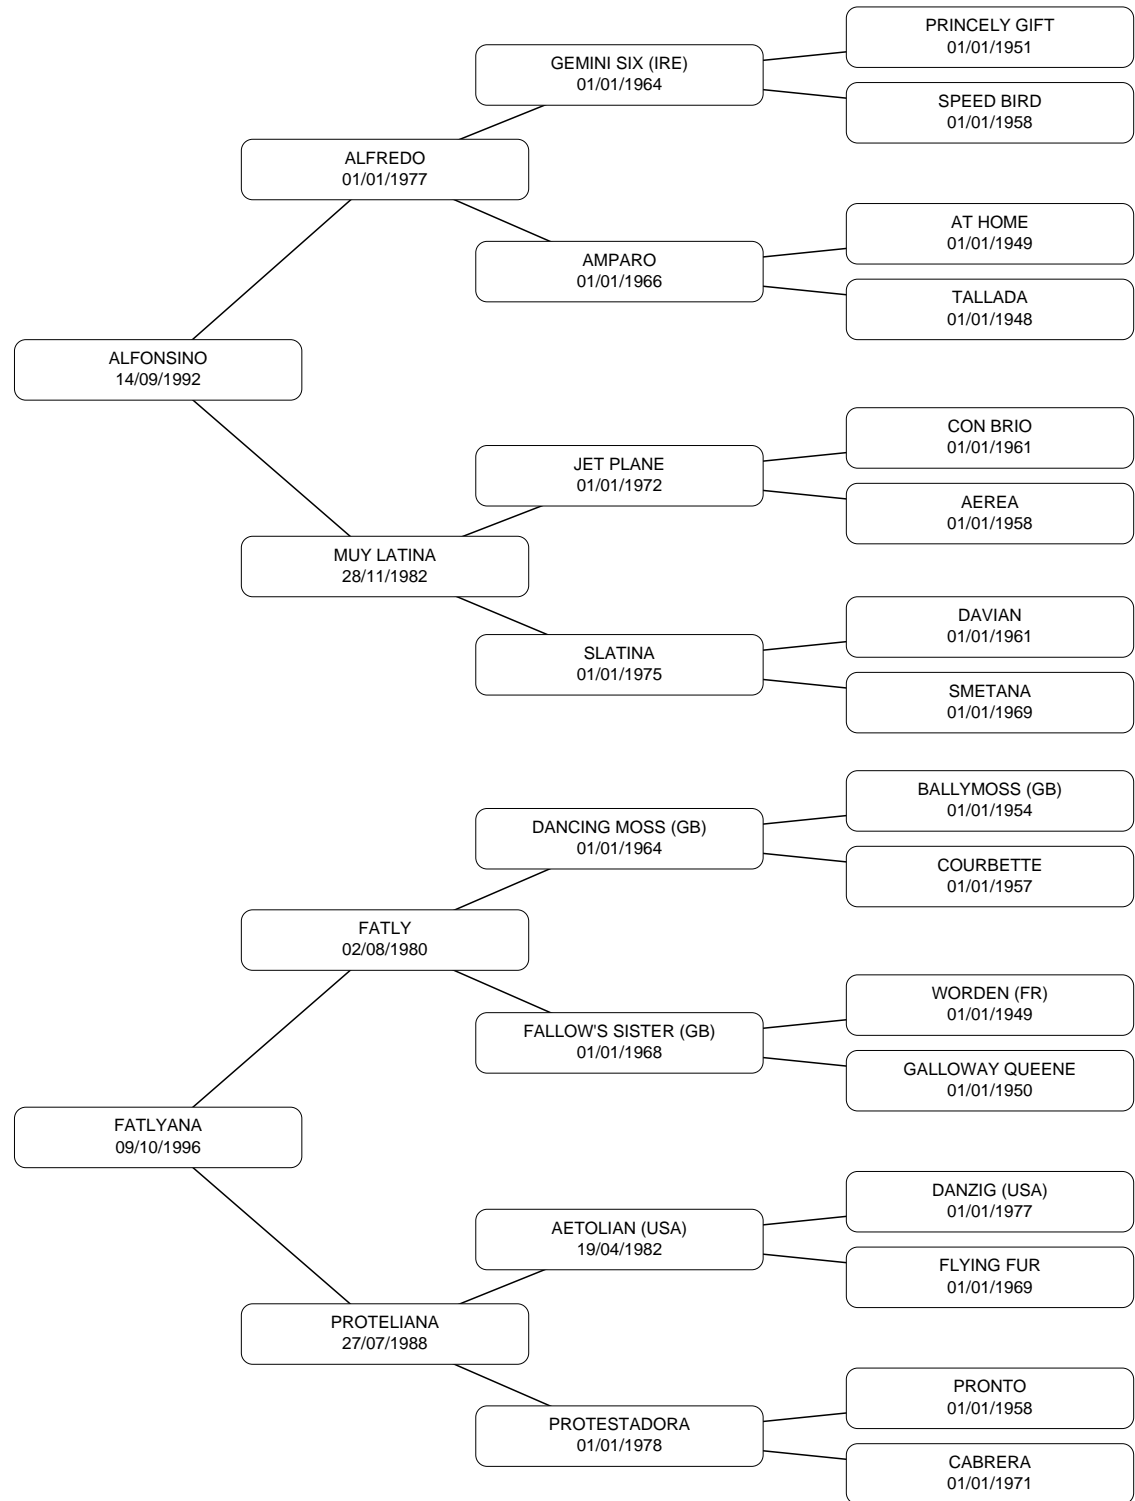 PRINCELY GIFT
01/01/1951
GEMINI SIX (IRE)
01/01/1964
SPEED BIRD
01/01/1958
ALFREDO
01/01/1977
AT HOME
01/01/1949
AMPARO
01/01/1966
TALLADA
01/01/1948
ALFONSINO
14/09/1992
CON BRIO
01/01/1961
JET PLANE
01/01/1972
AEREA
01/01/1958
MUY LATINA
28/11/1982
DAVIAN
01/01/1961
SLATINA
01/01/1975
SMETANA
01/01/1969
BALLYMOSS (GB)
01/01/1954
DANCING MOSS (GB)
01/01/1964
COURBETTE
01/01/1957
FATLY
02/08/1980
WORDEN (FR)
01/01/1949
FALLOW'S SISTER (GB)
01/01/1968
GALLOWAY QUEENE
01/01/1950
FATLYANA
09/10/1996
DANZIG (USA)
01/01/1977
AETOLIAN (USA)
19/04/1982
FLYING FUR
01/01/1969
PROTELIANA
27/07/1988
PRONTO
01/01/1958
PROTESTADORA
01/01/1978
CABRERA
01/01/1971